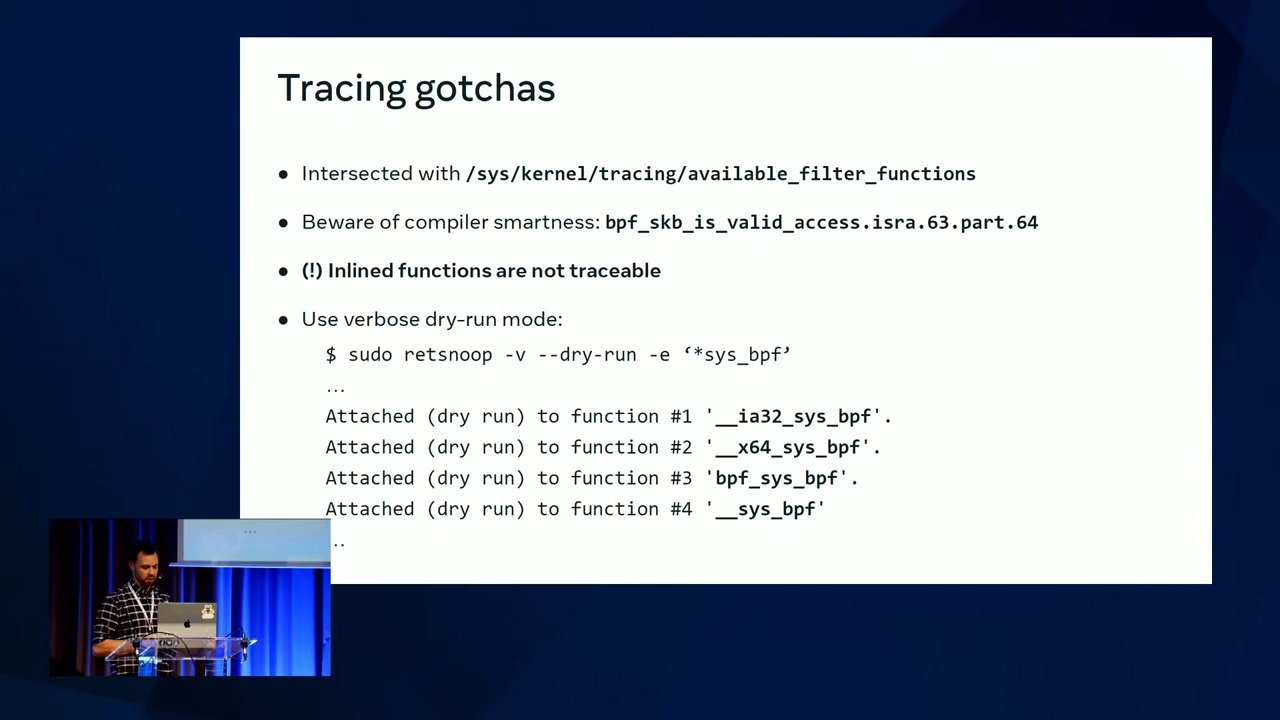 Tracing gotchas
● Intersected with /sys/kernel/tracing/available_filter_functions
● Beware of compiler smartness: bpf_skb_is_valid_access.isra.63.part.64
● (!) Inlined functions are not traceable
● Use verbose dry-run mode:
$ sudo retsnoop -v --dry-run -e ‘*sys_bpf’
...
Attached (dry run) to function #1 '__ia32_sys_bpf'.
Attached (dry run) to function #2 '__x64_sys_bpf'.
Attached (dry run) to function #3 'bpf_sys_bpf'.
Attached (dry run) to function #4 '__sys_bpf'
..